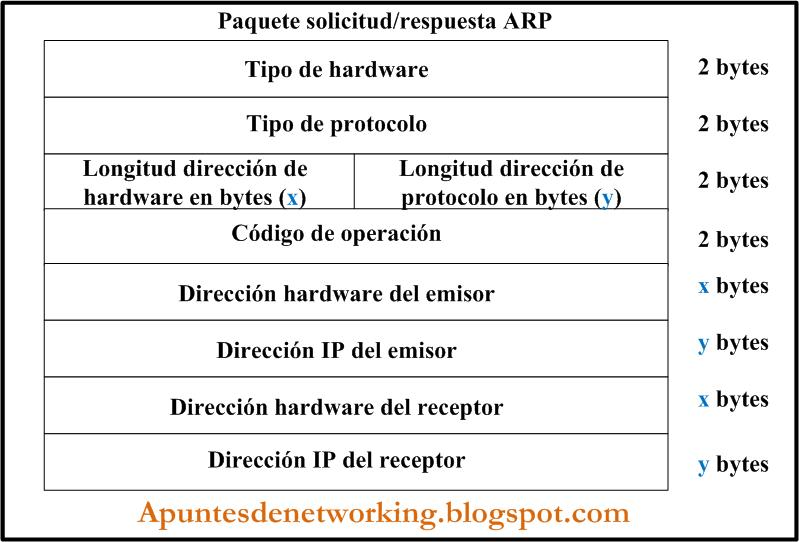 Paquete solicitud/respuesta ARP
Tipo de hardware
2 bytes
Tipo de protocolo
2 bytes
Longitud dirección de
hardware en bytes (x)
Longitud dirección de
protocolo en bytes (y)
2 bytes
Código de operación
2 bytes
Dirección hardware del emisor
x bytes
Dirección IP del emisor
y bytes
Dirección hardware del receptor
x bytes
Dirección IP del receptor
y bytes
Apuntesdenetworking.blogspot.com